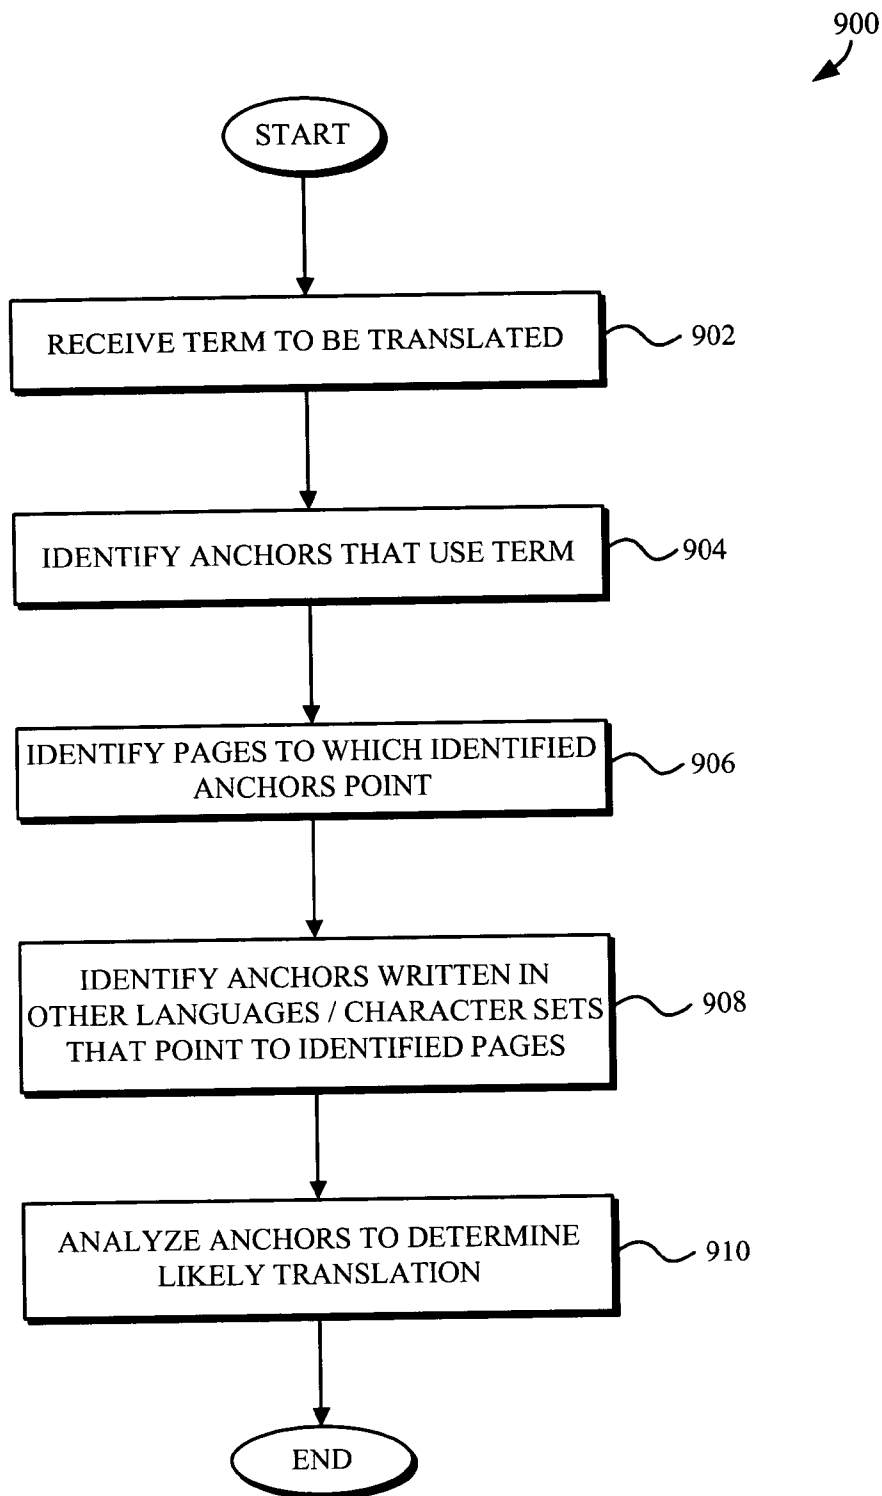 900
START
RECEIVE TERM TO BE TRANSLATED
902
IDENTIFY ANCHORS THAT USE TERM
904
IDENTIFY PAGES TO WHICH IDENTIFIED
ANCHORS POINT
906
IDENTIFY ANCHORS WRITTEN IN
OTHER LANGUAGES / CHARACTER SETS
THAT POINT TO IDENTIFIED PAGES
908
ANALYZE ANCHORS TO DETERMINE
LIKELY TRANSLATION
910
END